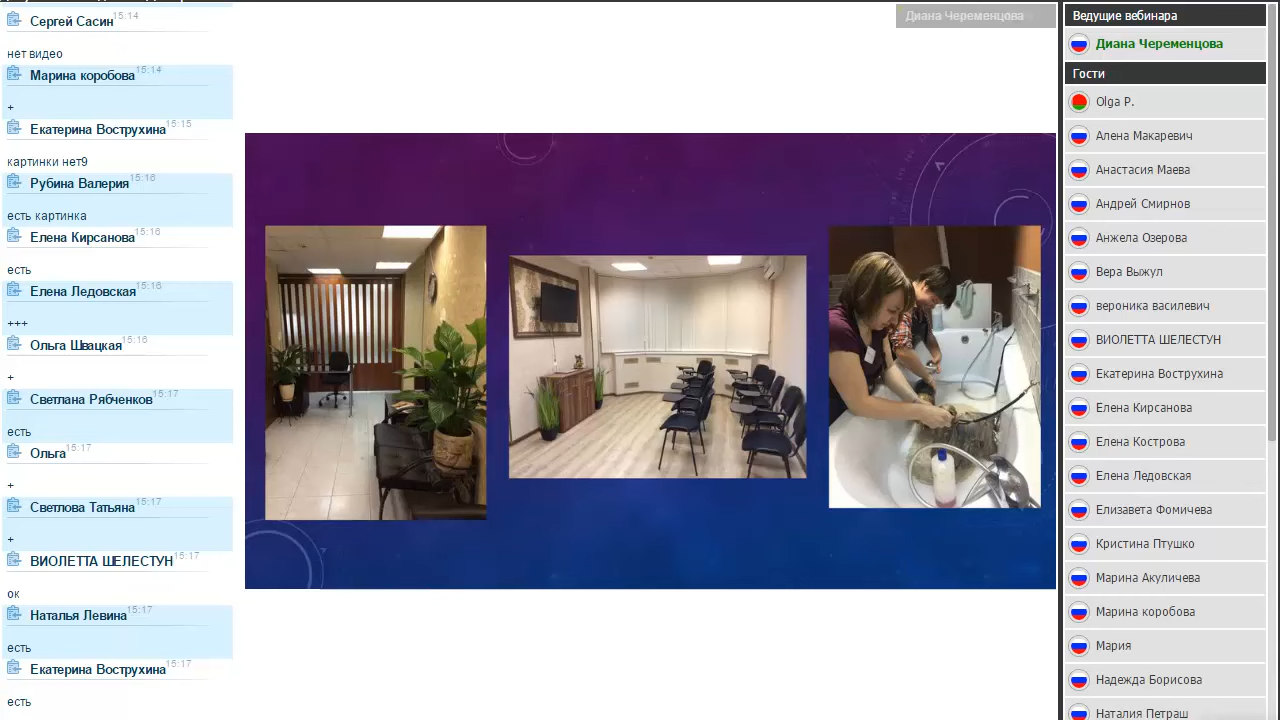 Сергей Сасин 15:14
нет видео
Марина коробова 15:14
+
Екатерина Вострухина 15:15
картинки нет9
Рубина Валерия 15:16
есть картинка
Елена Кирсанова 15:16
есть
Елена Ледовская 15:16
+++
Ольга Швацкая 15:16
+
Светлана Рябченков 15:17
есть
Ольга 15:17
+
Светлова Татьяна 15:17
+
ВИОЛЕТТА ШЕЛЕСТУН 15:17
ок
Наталья Левина 15:17
есть
Екатерина Вострухина 15:17
есть
Диана Черeменцова
Ведущие вебинара
Диана Череменцова
Гости
Olga P.
Алена Макаревич
Анастасия Маева
Андрей Смирнов
Анжела Озерова
Вера Выжул
вероника василевич
ВИОЛЕТТА ШЕЛЕСТУН
Екатерина Вострухина
Елена Кирсанова
Елена Кострова
Елена Ледовская
Елизавета Фомичева
Кристина Птушко
Марина Акуличева
Марина коробова
Мария
Надежда Борисова
Наталия Петраш